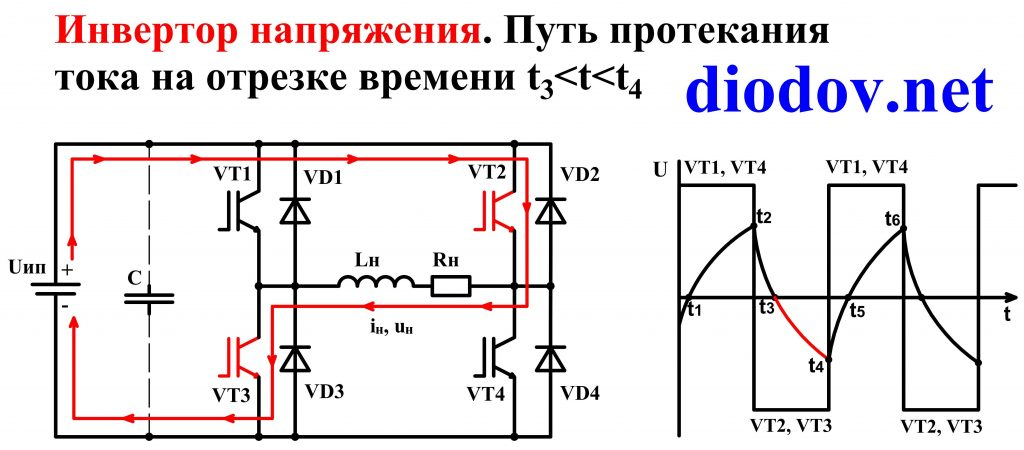 Инвертор напряжения. Путь протекания
тока на отрезке времени t3<t<t4
diodov.net
VT1
VD1
VT2
VD2
Uип
+
-
C
Lн
Rн
iн, uн
VT3
VD3
VT4
VD4
U
VT1, VT4
VT1, VT4
t2
t6
t1
t3
t5
t
t4
VT2, VT3
VT2, VT3